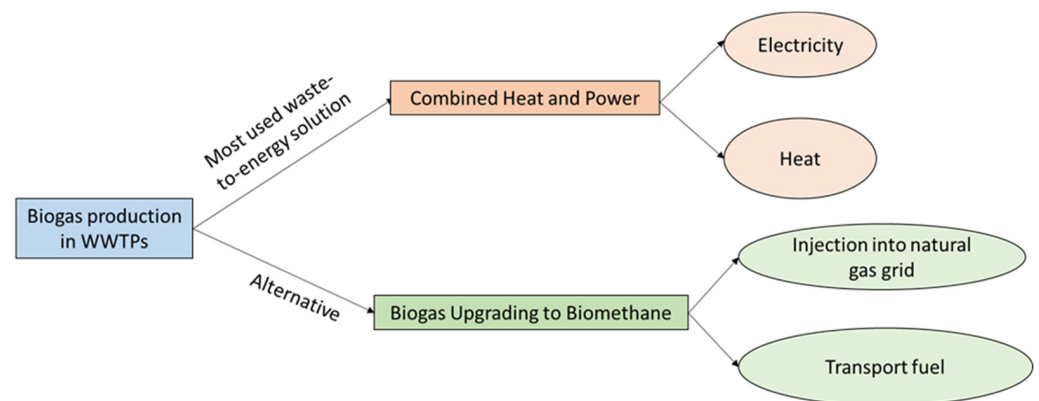 Electricity
Most used waste-
to-energy solution
Combined Heat and Power
Heat
Biogas production
in WWTPs
Injection into natural
gas grid
Alternative
Biogas Upgrading to Biomethane
Transport fuel